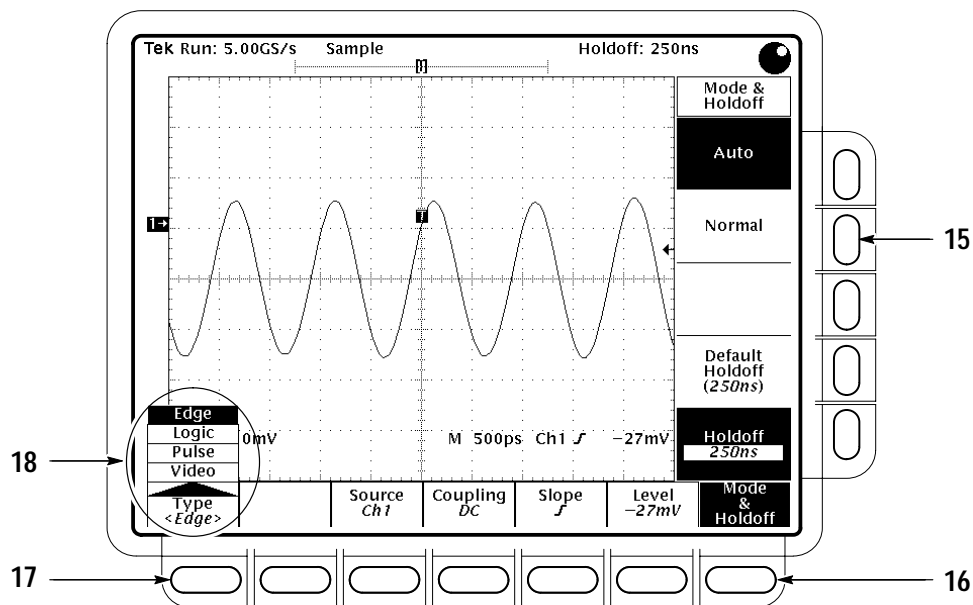 Tek Run: 5.00GS/s Sample Holdoff: 250ns
[T]
Mode &
Holdoff
Auto
15
Normal
1→
T
Default
Holdoff
(250ns)
Edge
Logic
Pulse
Video
18
0mV M 500ps Ch1 -27mV
Holdoff
250ns
Type
<Edge>
Source
Ch1
Coupling
DC
Slope
Level
-27mV
Mode
&
Holdoff
17
16